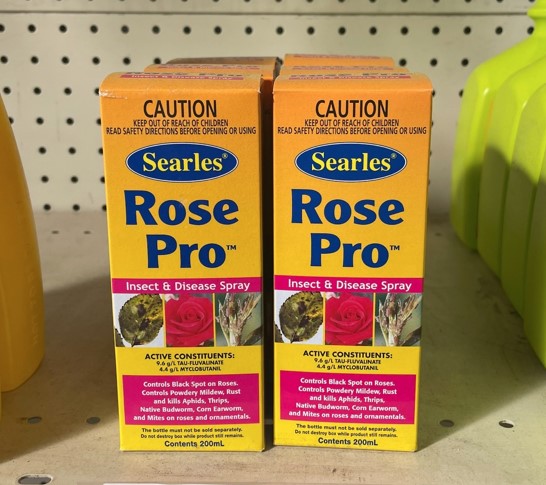 Rose Pro
Rose Pro
CAUTION
KEEP OUT OF REACH OF CHILDREN
READ SAFETY DIRECTIONS BEFORE OPENING OR USING
Searles®
Rose
Pro™
Insect & Disease Spray
ACTIVE CONSTITUENTS:
9.6 g/L TAU-FLUVALINATE
4.4 g/L MYCLOBUTANIL
Controls Black Spot on Roses.
Controls Powdery Mildew, Rust
and kills Aphids, Thrips,
Native Budworm, Corn Earworm,
and Mites on roses and ornamentals.
The bottle must not be sold separately.
Do not destroy box while product still remains.
Contents 200mL
CAUTION
KEEP OUT OF REACH OF CHILDREN
READ SAFETY DIRECTIONS BEFORE OPENING OR USING
Searles®
Rose
Pro™
Insect & Disease Spray
ACTIVE CONSTITUENTS:
9.6 g/L TAU-FLUVALINATE
4.4 g/L MYCLOBUTANIL
Controls Black Spot on Roses.
Controls Powdery Mildew, Rust
and kills Aphids, Thrips,
Native Budworm, Corn Earworm,
and Mites on roses and ornamentals.
The bottle must not be sold separately.
Do not destroy box while product still remains.
Contents 200mL